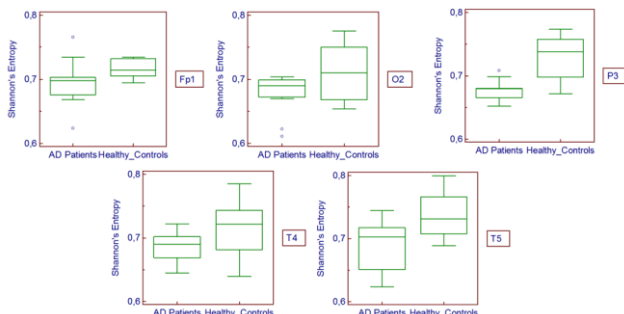 0,8
0,7
0,6
Shannon's Entropy
AD Patients Healthy_Controls
Fp1
0,8
0,7
0,6
Shannon's Entropy
AD Patients Healthy_Controls
O2
0,8
0,7
0,6
Shannon's Entropy
AD Patients Healthy_Controls
P3
0,8
0,7
0,6
Shannon's Entropy
AD Patients Healthy_Controls
T4
0,8
0,7
0,6
Shannon's Entropy
AD Patients Healthy_Controls
T5